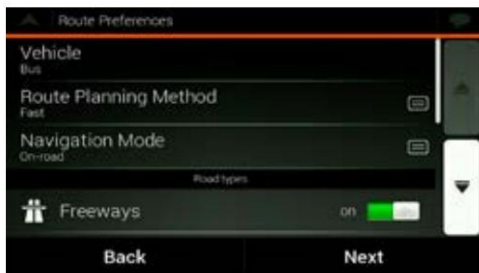 Route Preferences
Vehicle
Bus
Route Planning Method
Fast
Navigation Mode
On-road
Road types
Freeways
on
Back
Next